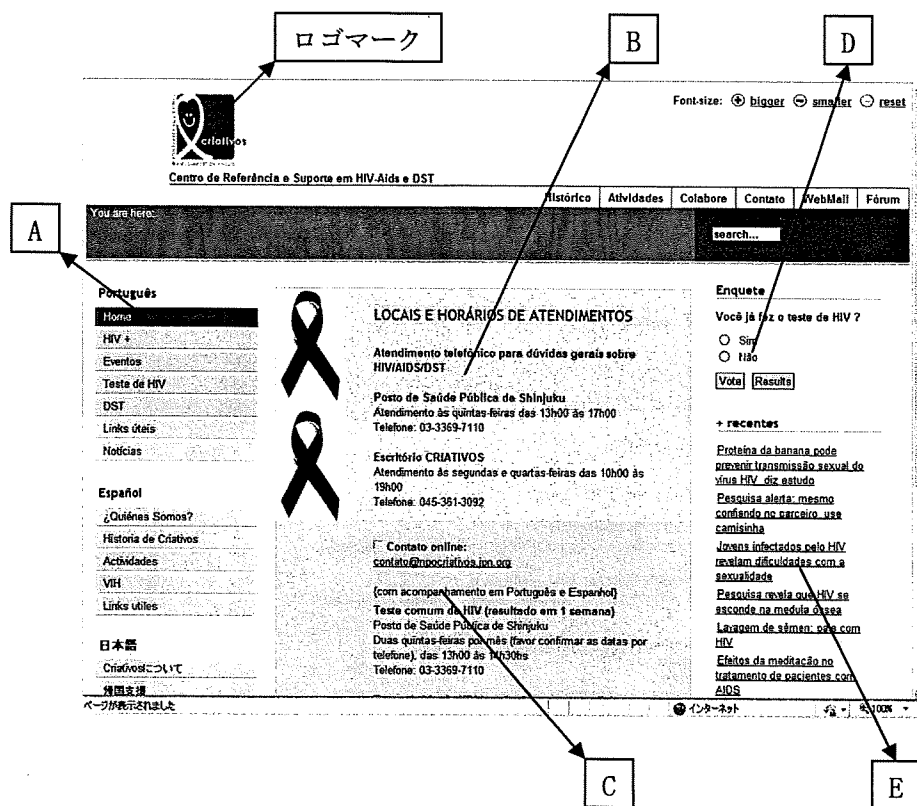 ロゴマーク
B
D
criativos
Font-size: bigger smaller reset
Centro de Referência e Suporte em HIV-Aids e DST
Histórico Atividades Colabore Contato WebMail Fórum
A
You are here:
search...
Português
Home
HIV +
Eventos
Teste de HIV
DST
Links úteis
Notícias
Español
¿Quiénes Somos?
Historia de Criativos
Actividades
VIH
Links utiles
日本語
Criativosについて
帰国支援
LOCAIS E HORÁRIOS DE ATENDIMENTOS
Atendimento telefônico para dúvidas gerais sobre
HIV/AIDS/DST
Posto de Saúde Pública de Shinjuku
Atendimento às quintas-feiras das 13h00 às 17h00
Telefone: 03-3369-7110
Escritório CRIATIVOS
Atendimento às segundas e quartas-feiras das 10h00 às
19h00
Telefone: 045-361-3092
Contato online:
contato@npocriativos.jpn.org
(com acompanhamento em Português e Espanhol)
Teste comum de HIV (resultado em 1 semana)
Posto de Saúde Pública de Shinjuku
Duas quintas-feiras por mês (favor confirmar as datas por
telefone), das 13h00 às 14h30hs
Telefone: 03-3369-7110
Enquete
Você já fez o teste de HIV ?
Sim
Não
Vote Results
+ recentes
Proteína da banana pode
prevenir transmissão sexual do
vírus HIV, diz estudo
Pesquisa alerta: mesmo
confiando no parceiro, use
camisinha
Jovens infectados pelo HIV
revelam dificuldades com a
sexualidade
Pesquisa revela que HIV se
esconde na medula óssea
Lavagem de sêmen: pais com
HIV
Efeitos da meditação no
tratamento de pacientes com
AIDS
ページが表示されました
インターネット
100%
C
E